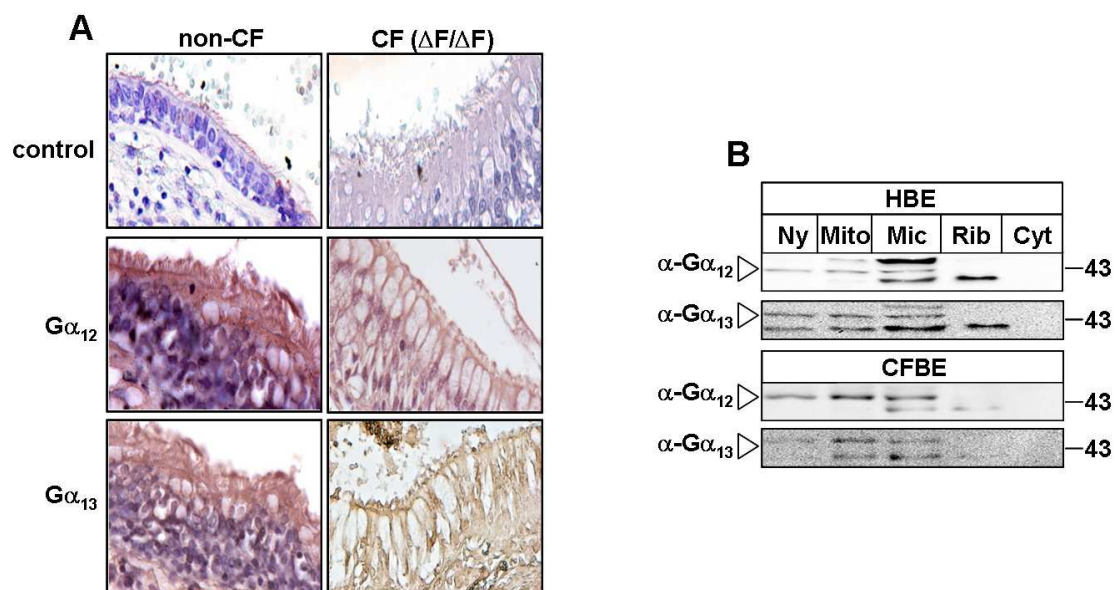 A
non-CF CF (ΔF/ΔF)
control
Gα12
Gα13
B
HBE
Ny Mito Mic Rib Cyt
α-Gα12 43
α-Gα13 43
CFBE
α-Gα12 43
α-Gα13 43